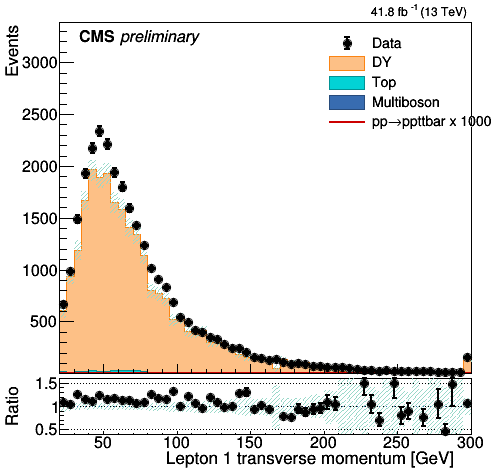 41.8 fb⁻¹ (13 TeV)
CMS preliminary
Events
Data
DY
Top
Multiboson
pp→ppttbar x 1000
3000
2500
2000
1500
1000
500
Ratio
1.5
1
0.5
50 100 150 200 250 300
Lepton 1 transverse momentum [GeV]